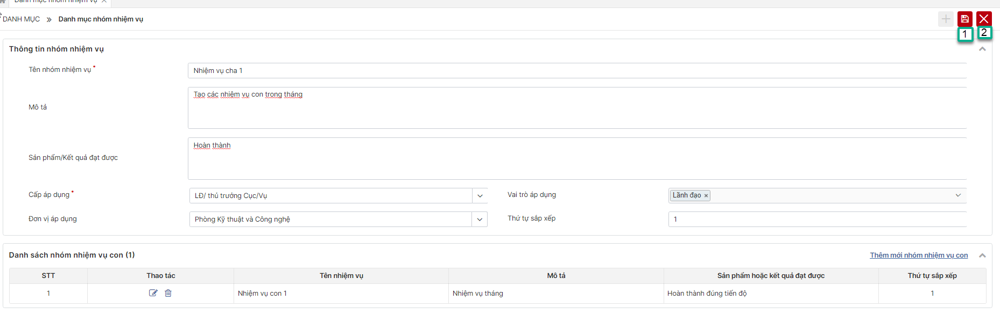 Danh mục nhóm nhiệm vụ
DANH MỤC » Danh mục nhóm nhiệm vụ
1 2
Thông tin nhóm nhiệm vụ
Tên nhóm nhiệm vụ * Nhiệm vụ cha 1
Mô tả Tạo các nhiệm vụ con trong tháng
Sản phẩm/Kết quả đạt được Hoàn thành
Cấp áp dụng * LĐ/ thủ trưởng Cục/Vụ Vai trò áp dụng Lãnh đạo ×
Đơn vị áp dụng Phòng Kỹ thuật và Công nghệ Thứ tự sắp xếp 1
Danh sách nhóm nhiệm vụ con (1) Thêm mới nhóm nhiệm vụ con
STT Thao tác Tên nhiệm vụ Mô tả Sản phẩm hoặc kết quả đạt được Thứ tự sắp xếp
1 Nhiệm vụ con 1 Nhiệm vụ tháng Hoàn thành đúng tiến độ 1